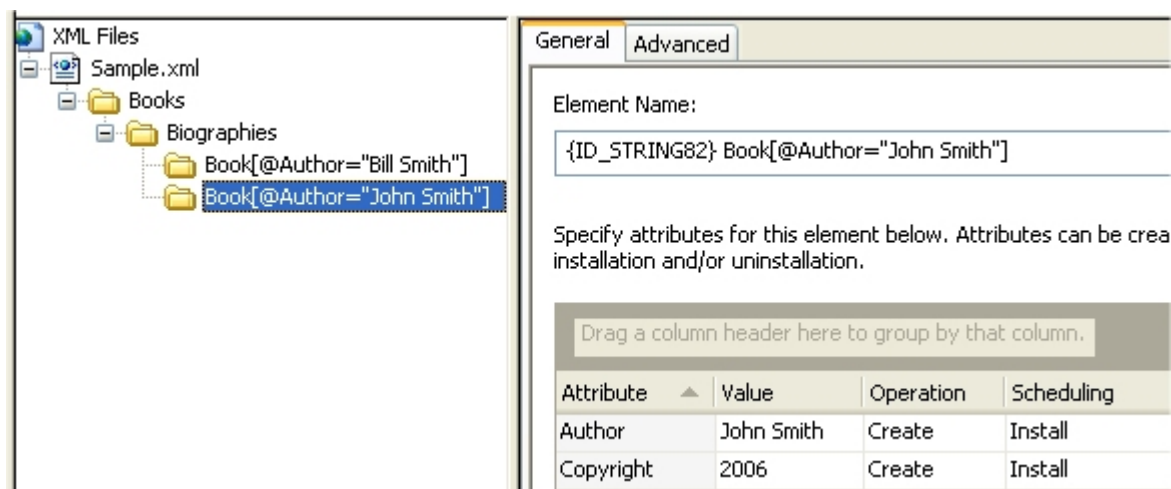 XML Files
Sample.xml
Books
Biographies
Book[@Author="Bill Smith"]
Book[@Author="John Smith"]
General Advanced
Element Name:
{ID_STRING82} Book[@Author="John Smith"]
Specify attributes for this element below. Attributes can be crea
installation and/or uninstallation.
Drag a column header here to group by that column.
Attribute Value Operation Scheduling
Author John Smith Create Install
Copyright 2006 Create Install